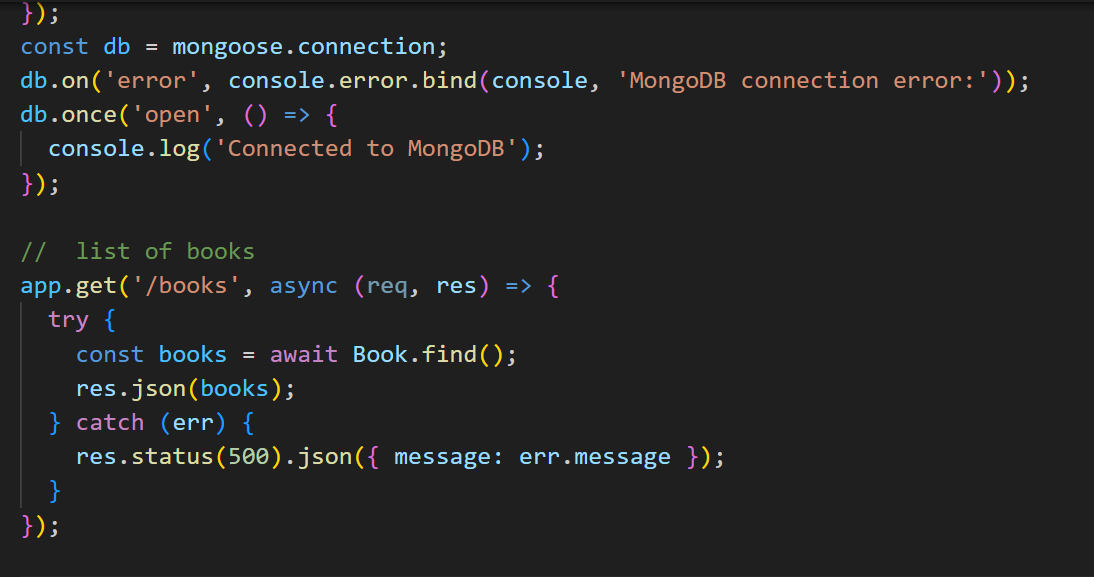 });
const db = mongoose.connection;
db.on('error', console.error.bind(console, 'MongoDB connection error:'));
db.once('open', () => {
  console.log('Connected to MongoDB');
});

//  list of books
app.get('/books', async (req, res) => {
  try {
    const books = await Book.find();
    res.json(books);
  } catch (err) {
    res.status(500).json({ message: err.message });
  }
});